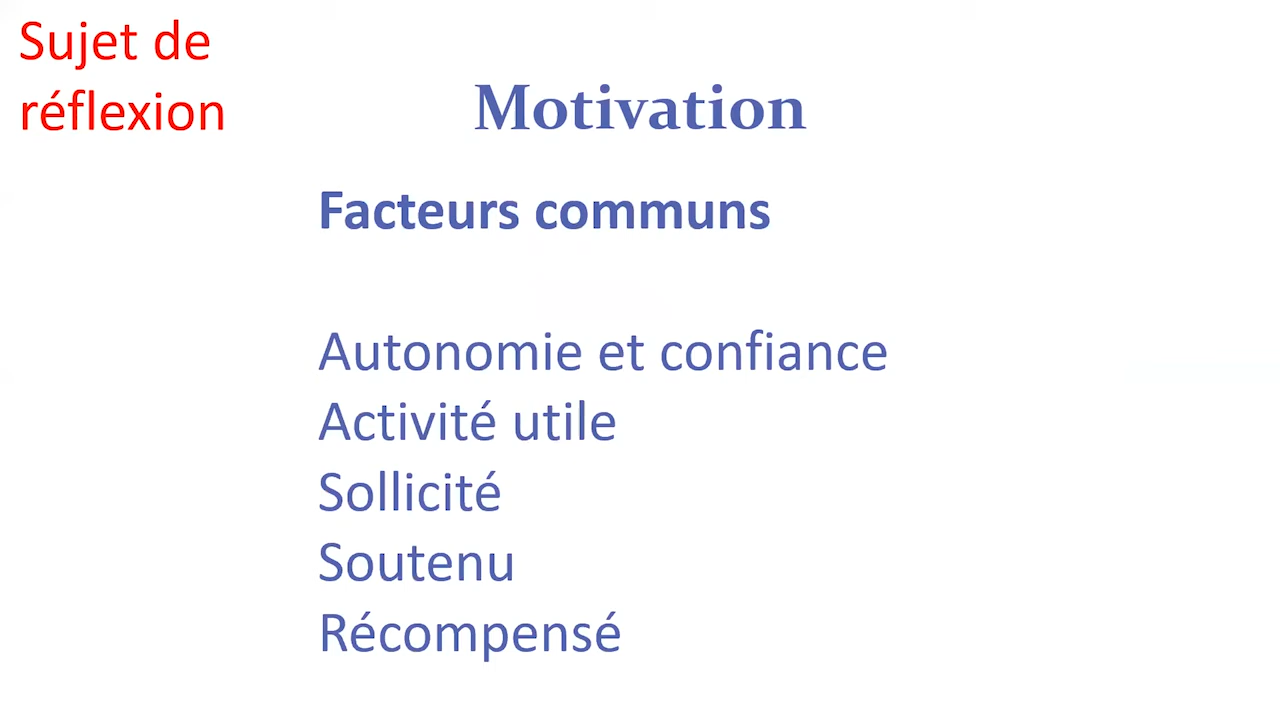 Sujet de
réflexion
Motivation
Facteurs communs
Autonomie et confiance
Activité utile
Sollicité
Soutenu
Récompensé